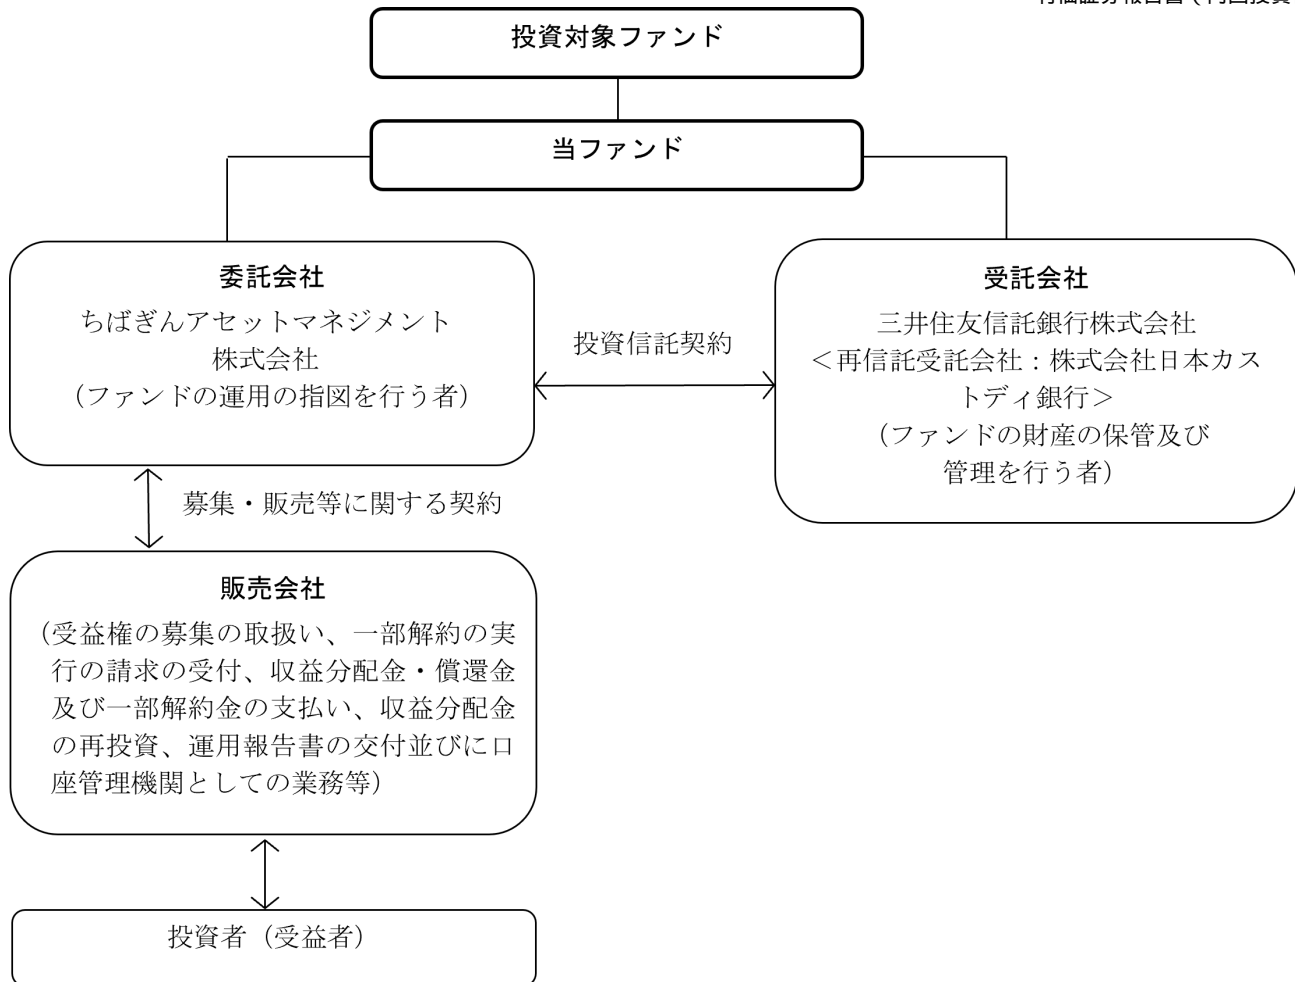 投資対象ファンド
当ファンド
委託会社
ちばぎんアセットマネジメント
株式会社
(ファンドの運用の指図を行う者)
投資信託契約
受託会社
三井住友信託銀行株式会社
＜再信託受託会社：株式会社日本カス
トディ銀行＞
(ファンドの財産の保管及び
管理を行う者)
募集・販売等に関する契約
販売会社
(受益権の募集の取扱い、一部解約の実
行の請求の受付、収益分配金・償還金
及び一部解約金の支払い、収益分配金
の再投資、運用報告書の交付並びに口
座管理機関としての業務等)
投資者（受益者）